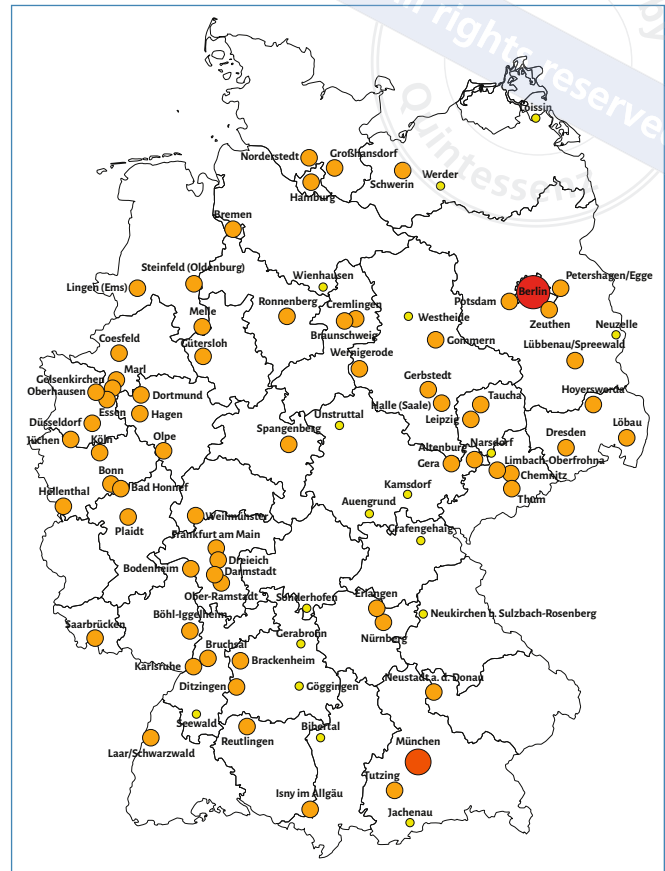 by
All rights reserved
Quintessenz
Loissin
Norderstedt
Großhansdorf
Hamburg
Schwerin
Werder
Bremen
Steinfeld (Oldenburg)
Wienhausen
Lingen (Ems)
Petershagen/Egge
Berlin
Potsdam
Zeuthen
Melle
Ronnenberg
Cremlingen
Braunschweig
Westheide
Neuzelle
Gommern
Lübbenau/Spreewald
Coesfeld
Gütersloh
Wernigerode
Marl
Gelsenkirchen
Oberhausen
Dortmund
Gerbstedt
Hoyerswerda
Taucha
Halle (Saale)
Essen
Hagen
Unstruttal
Leipzig
Düsseldorf
Löbau
Spangenberg
Jüchen
Köln
Olpe
Dresden
Altenburg
Narsdorf
Gera
Limbach-Oberfrohna
Chemnitz
Bonn
Bad Honnef
Kamsdorf
Thum
Hellenthal
Auengrund
Weilmünster
Plaidt
Grafengehaig
Frankfurt am Main
Dreieich
Bodenheim
Darmstadt
Ober-Ramstadt
Sonderhofen
Erlangen
Böhl-Iggelheim
Neukirchen b. Sulzbach-Rosenberg
Saarbrücken
Gerabronn
Nürnberg
Bruchsal
Karlsruhe
Brackenheim
Neustadt a. d. Donau
Ditzingen
Göggingen
Seewald
Reutlingen
Bibertal
München
Laar/Schwarzwald
Tutzing
Isny im Allgäu
Jachenau